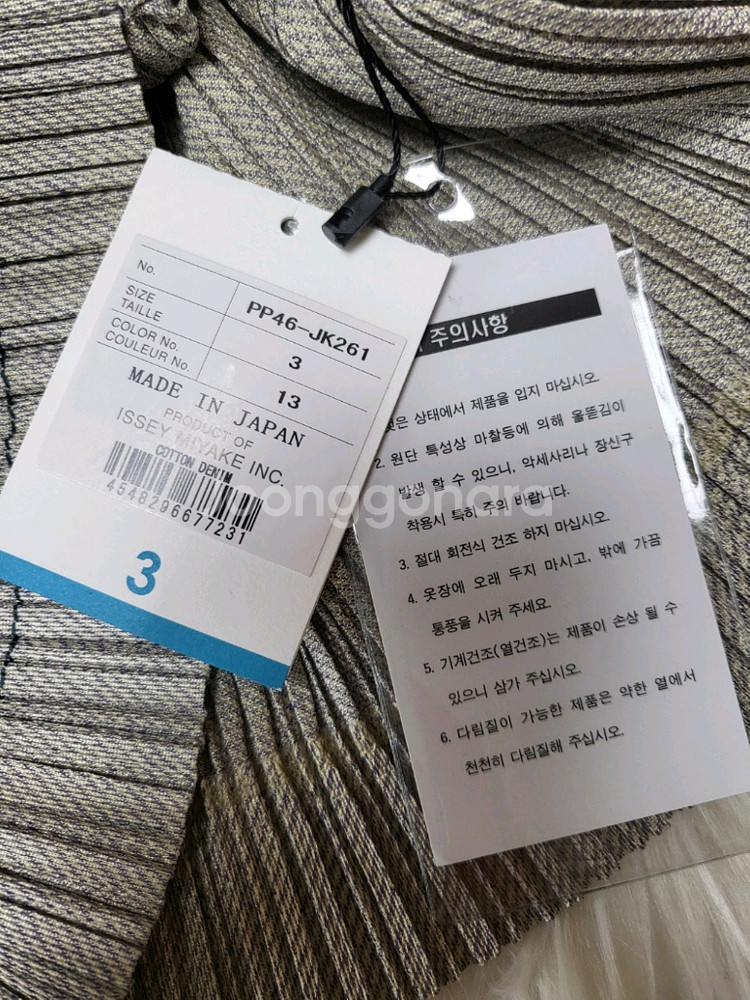 No.
PP46-JK261
SIZE
TAILLE
3
COLOR No.
COULEUR No.
13
MADE IN JAPAN
PRODUCT OF
ISSEY MIYAKE INC.
COTTON DENIM
4548296677231
3
주의사항
상태에서 제품을 입지 마십시오
2. 원단 특성상 마찰등에 의해 올뜯김이
발생 할 수 있으니, 악세사리나 장신구
착용시 특히 주의 바랍니다.
3. 절대 회전식 건조 하지 마십시오
4. 옷장에 오래 두지 마시고, 밖에 가끔
통풍을 시켜 주세요.
5. 기계건조(열건조)는 제품이 손상 될 수
있으니 삼가 주십시오.
6. 다림질이 가능한 제품은 약한 열에서
천천히 다림질해 주십시오.
joonggonara